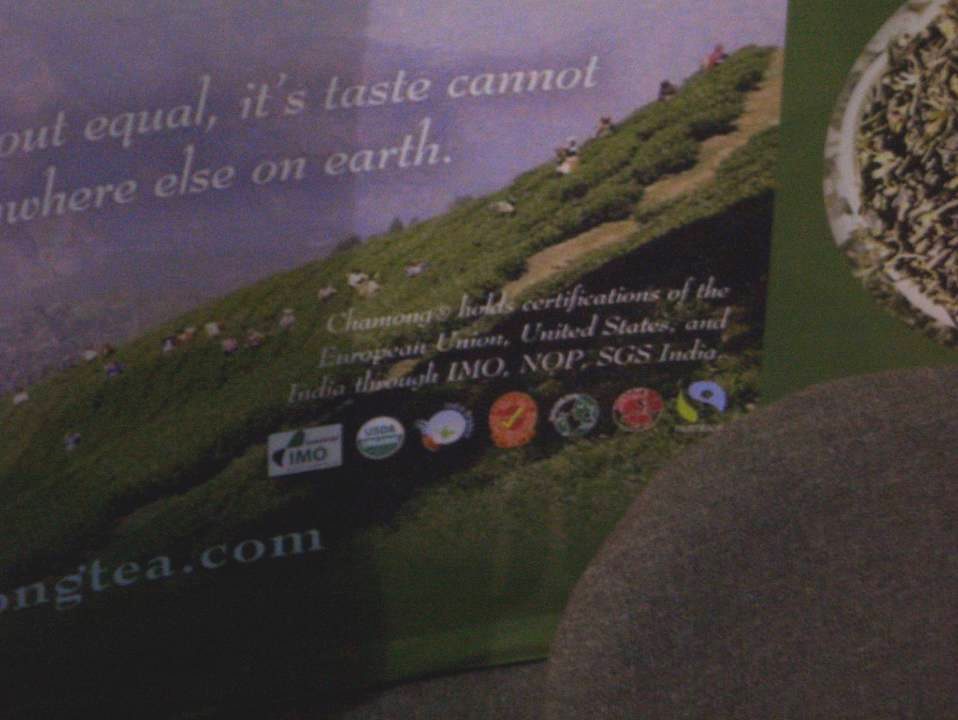 out equal, it's taste cannot
where else on earth.
Chamong® holds certifications of the
European Union, United States, and
India through IMO, NOP, SGS India.
IMO
USDA
ongtea.com